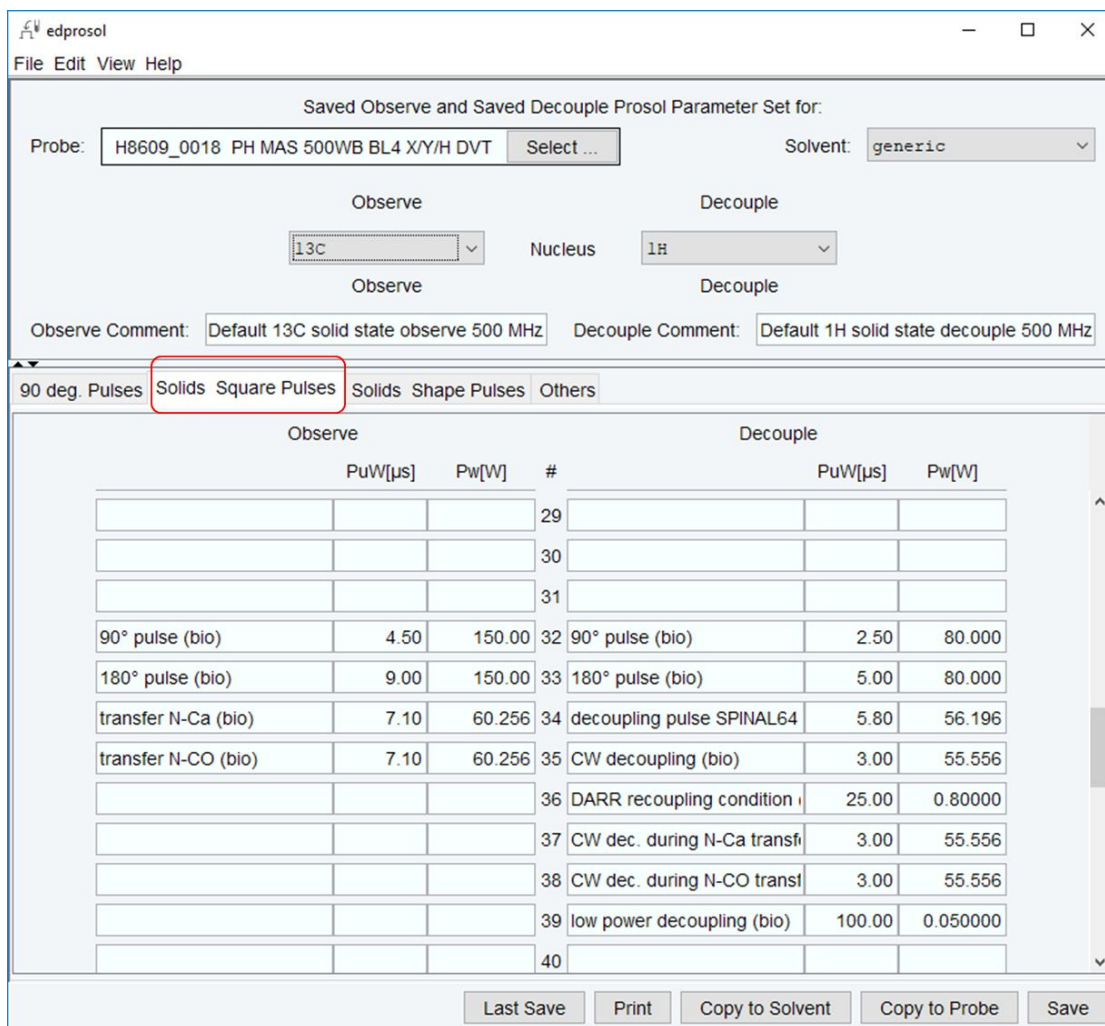 edprosol
File Edit View Help
Saved Observe and Saved Decouple Prosol Parameter Set for:
Probe: H8609_0018 PH MAS 500WB BL4 X/Y/H DVT Select ... Solvent: generic
Observe Decouple
13C Nucleus 1H
Observe Decouple
Observe Comment: Default 13C solid state observe 500 MHz Decouple Comment: Default 1H solid state decouple 500 MHz
90 deg. Pulses Solids Square Pulses Solids Shape Pulses Others
Observe Decouple
PuW[µs] Pw[W] # PuW[µs] Pw[W]
29
30
31
90° pulse (bio) 4.50 150.00 32 90° pulse (bio) 2.50 80.000
180° pulse (bio) 9.00 150.00 33 180° pulse (bio) 5.00 80.000
transfer N-Ca (bio) 7.10 60.256 34 decoupling pulse SPINAL64 5.80 56.196
transfer N-CO (bio) 7.10 60.256 35 CW decoupling (bio) 3.00 55.556
36 DARR recoupling condition 25.00 0.80000
37 CW dec. during N-Ca 3.00 55.556
38 CW dec. during N-CO 3.00 55.556
39 low power decoupling (bio) 100.00 0.050000
40
Last Save Print Copy to Solvent Copy to Probe Save